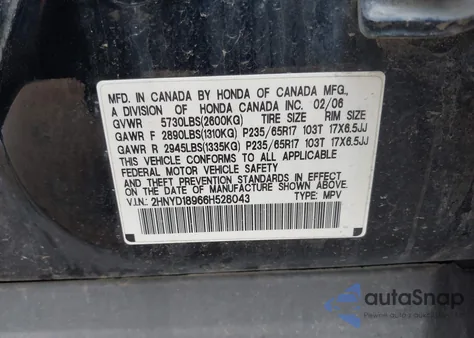 MFD. IN CANADA BY HONDA OF CANADA MFG.,
A DIVISION OF HONDA CANADA INC. 02/06
GVWR 5730LBS(2600KG) TIRE SIZE RIM SIZE
GAWR F 2890LBS(1310KG) P235/65R17 103T 17X6.5JJ
GAWR R 2945LBS(1335KG) P235/65R17 103T 17X6.5JJ
THIS VEHICLE CONFORMS TO ALL APPLICABLE
FEDERAL MOTOR VEHICLE SAFETY AND THEFT
PREVENTION STANDARDS IN EFFECT ON THE
DATE OF MANUFACTURE SHOWN ABOVE.
V.I.N.: 2HNYD18966H528043 TYPE: MPV
autoSnap
Power